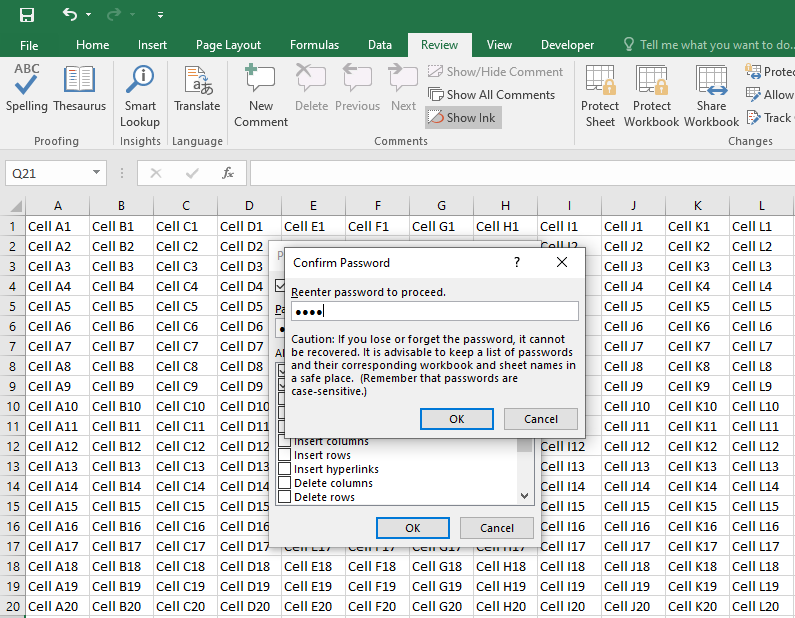 File Home Insert Page Layout Formulas Data Review View Developer Tell me what you want to do..
ABC
Spelling Thesaurus Smart Lookup Translate New Comment Delete Previous Next Show/Hide Comment
Show All Comments
Show Ink
Protect Sheet Protect Workbook Share Workbook
Protec
Allow
Track
Proofing Insights Language Comments Changes
Q21 fx
A B C D E F G H I J K L
1 Cell A1 Cell B1 Cell C1 Cell D1 Cell E1 Cell F1 Cell G1 Cell H1 Cell I1 Cell J1 Cell K1 Cell L1
2 Cell A2 Cell B2 Cell C2 Cell D2 Cell J2 Cell K2 Cell L2
3 Cell A3 Cell B3 Cell C3 Cell D3 Cell J3 Cell K3 Cell L3
4 Cell A4 Cell B4 Cell C4 Cell D4 Cell J4 Cell K4 Cell L4
5 Cell A5 Cell B5 Cell C5 Cell D5 Cell J5 Cell K5 Cell L5
6 Cell A6 Cell B6 Cell C6 Cell D6 Cell J6 Cell K6 Cell L6
7 Cell A7 Cell B7 Cell C7 Cell D7 Cell J7 Cell K7 Cell L7
8 Cell A8 Cell B8 Cell C8 Cell D8 Cell J8 Cell K8 Cell L8
9 Cell A9 Cell B9 Cell C9 Cell D9 Cell J9 Cell K9 Cell L9
10 Cell A10 Cell B10 Cell C10 Cell D10 Cell J10 Cell K10 Cell L10
11 Cell A11 Cell B11 Cell C11 Cell D11 Cell J11 Cell K11 Cell L11
12 Cell A12 Cell B12 Cell C12 Cell D12 Cell I12 Cell J12 Cell K12 Cell L12
13 Cell A13 Cell B13 Cell C13 Cell D13 Cell I13 Cell J13 Cell K13 Cell L13
14 Cell A14 Cell B14 Cell C14 Cell D14 Cell I14 Cell J14 Cell K14 Cell L14
15 Cell A15 Cell B15 Cell C15 Cell D15 Cell I15 Cell J15 Cell K15 Cell L15
16 Cell A16 Cell B16 Cell C16 Cell D16 Cell I16 Cell J16 Cell K16 Cell L16
17 Cell A17 Cell B17 Cell C17 Cell D17 Cell E17 Cell F17 Cell G17 Cell H17 Cell I17 Cell J17 Cell K17 Cell L17
18 Cell A18 Cell B18 Cell C18 Cell D18 Cell E18 Cell F18 Cell G18 Cell H18 Cell I18 Cell J18 Cell K18 Cell L18
19 Cell A19 Cell B19 Cell C19 Cell D19 Cell E19 Cell F19 Cell G19 Cell H19 Cell I19 Cell J19 Cell K19 Cell L19
20 Cell A20 Cell B20 Cell C20 Cell D20 Cell E20 Cell F20 Cell G20 Cell H20 Cell I20 Cell J20 Cell K20 Cell L20
Confirm Password ?
Reenter password to proceed.
Caution: If you lose or forget the password, it cannot
be recovered. It is advisable to keep a list of passwords
and their corresponding workbook and sheet names in
a safe place. (Remember that passwords are
case-sensitive.)
OK Cancel
Insert columns
Insert rows
Insert hyperlinks
Delete columns
Delete rows
OK Cancel